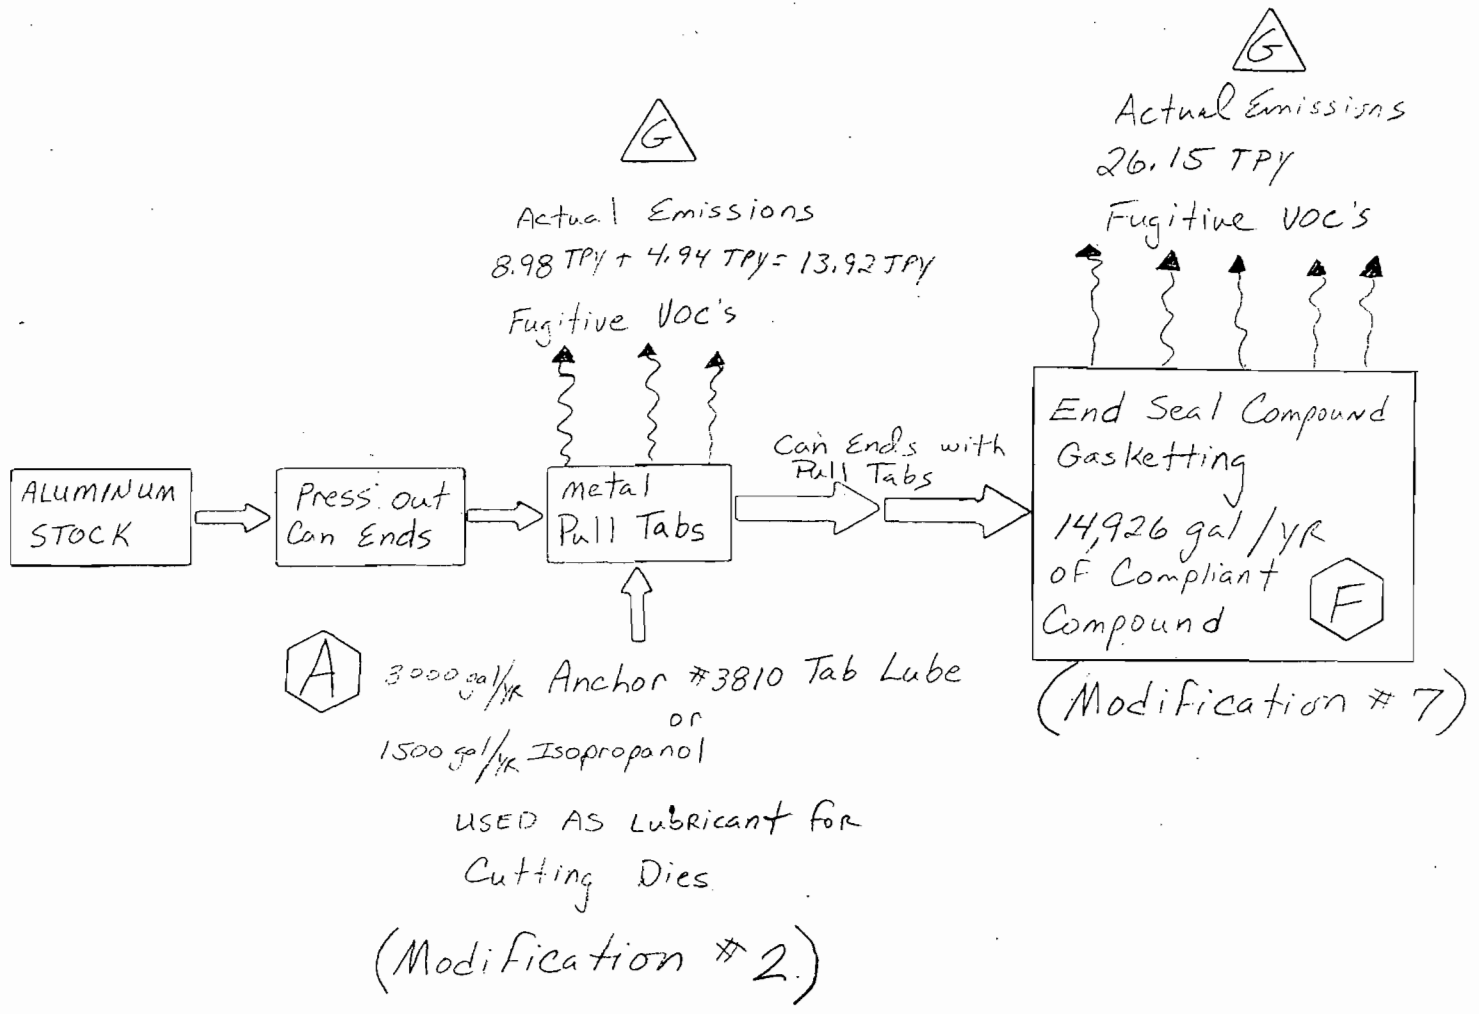 G
Actual Emissions
26.15 TPY
Fugitive VOC's
G
Actual Emissions
8.98 TPY + 4.94 TPY = 13.92 TPY
Fugitive VOC's
ALUMINUM
STOCK
Press out
Can Ends
Metal
Pull Tabs
Can Ends with
Pull Tabs
End Seal Compound
Gasketting
14,926 gal/YR
OF Compliant
Compound
F
(Modification #7)
A
3000 gal/YR Anchor #3810 Tab Lube
or
1500 gal/YR Isopropanol
USED AS LubRicant foR
Cutting Dies
(Modification #2.)